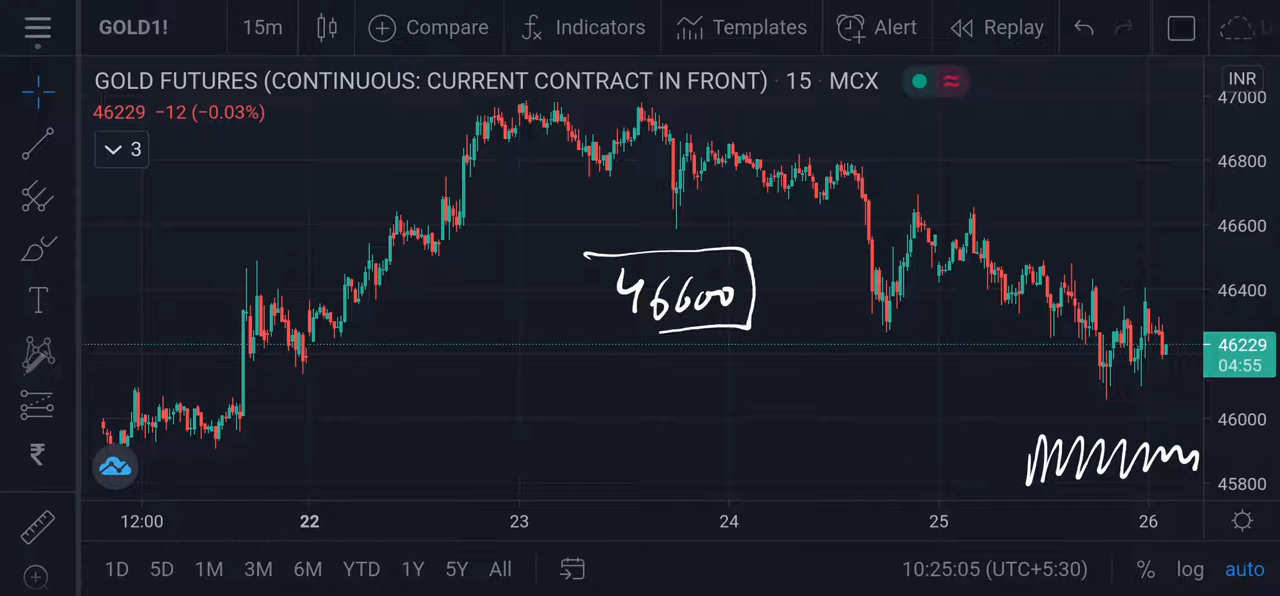 GOLD1! 15m Compare Indicators Templates Alert Replay
GOLD FUTURES (CONTINUOUS: CURRENT CONTRACT IN FRONT) · 15 · MCX INR
46229 −12 (−0.03%)
3
47000
46800
46600
46600
46400
46229
04:55
46000
₹
45800
12:00 22 23 24 25 26
1D 5D 1M 3M 6M YTD 1Y 5Y All 10:25:05 (UTC+5:30) % log auto